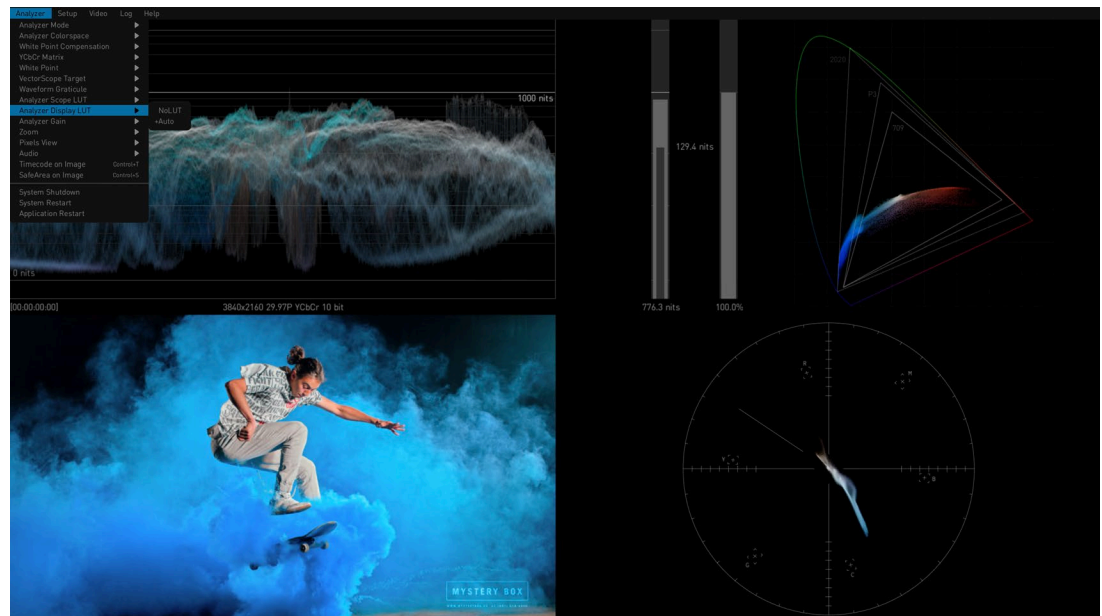 Analyzer Setup Video Log Help
Analyzer Mode
Analyzer Colorspace
White Point Compensation
YCbCr Matrix
White Point
VectorScope Target
Waveform Graticule
Analyzer Scope LUT
Analyzer Display LUT
NoLUT
Analyzer Gain
+Auto
Zoom
Pixels View
Audio
Timecode on Image Control+T
SafeArea on Image Control+S
System Shutdown
System Restart
Application Restart
1000 nits
0 nits
[00:00:00:00] 3840x2160 29.97P YCbCr 10 bit
129.4 nits
776.3 nits 100.0%
2020
P3
709
R
M
Y
B
G
C
MYSTERY BOX